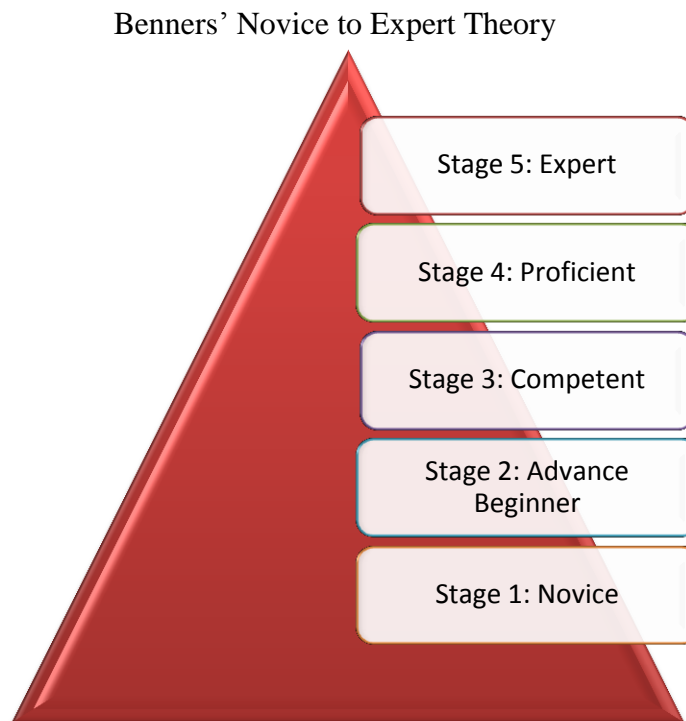 Benners’ Novice to Expert Theory
Stage 5: Expert
Stage 4: Proficient
Stage 3: Competent
Stage 2: Advance
Beginner
Stage 1: Novice